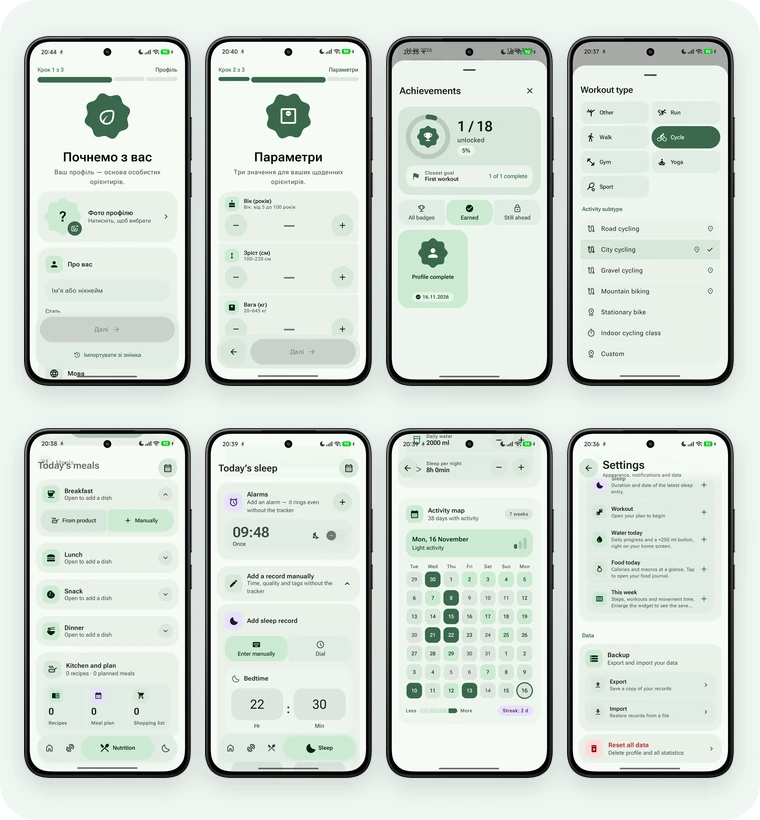 20:44
Крок 1 з 3
Профіль
Почнемо з вас
Ваш профіль — основа особистих
орієнтирів.
?
Фото профілю
Натисніть, щоб вибрати
Про вас
Ім'я або нікнейм
Стать
Далі
Імпортувати зі знімка
Мова
20:40
Крок 2 з 3
Параметри
Параметри
Три значення для ваших щоденних
орієнтирів.
Вік (років)
Вік: від 5 до 100 років
Зріст (см)
100–220 см
Вага (кг)
20–645 кг
Далі
Achievements
1 / 18
unlocked
5%
Closest goal
First workout
1 of 1 complete
All badges
Earned
Still ahead
Profile complete
16.11.2026
20:37
Workout type
Other
Run
Walk
Cycle
Gym
Yoga
Sport
Activity subtype
Road cycling
City cycling
Gravel cycling
Mountain biking
Stationary bike
Indoor cycling class
Custom
20:38
Today's meals
Breakfast
Open to add a dish
From product
Manually
Lunch
Open to add a dish
Snack
Open to add a dish
Dinner
Open to add a dish
Kitchen and plan
0 recipes · 0 planned meals
0
Recipes
0
Meal plan
0
Shopping list
Nutrition
20:39
Today's sleep
Alarms
Add an alarm — it rings even
without the tracker
09:48
Once
Add a record manually
Time, quality and tags without the
tracker
Add sleep record
Enter manually
Dial
Bedtime
22 : 30
Hr
Min
Sleep
Daily water
2000 ml
Sleep per night
8h 0min
Activity map
38 days with activity
7 weeks
Mon, 16 November
Light activity
Tue Wed Thu Fri Sat Sun Mon
29 30 1 2 3 4 5
6 7 8 9 10 11 12
13 14 15 16 17 18 19
20 21 22 23 24 25 26
27 28 29 30 31 1 2
3 4 5 6 7 8 9
10 11 12 13 14 15 16
Less
More
Streak: 2 d
20:36
Settings
Appearance, notifications and data
Sleep
Duration and date of the latest sleep
entry.
Workout
Open your plan to begin
Water today
Daily progress and a +250 ml button,
right on your home screen.
Food today
Calories and macros at a glance. Tap
to open your food journal.
This week
Steps, workouts and movement time.
Enlarge the widget to see the seve...
Data
Backup
Export and import your data
Export
Save a copy of your records
Import
Restore records from a file
Reset all data
Delete profile and all statistics